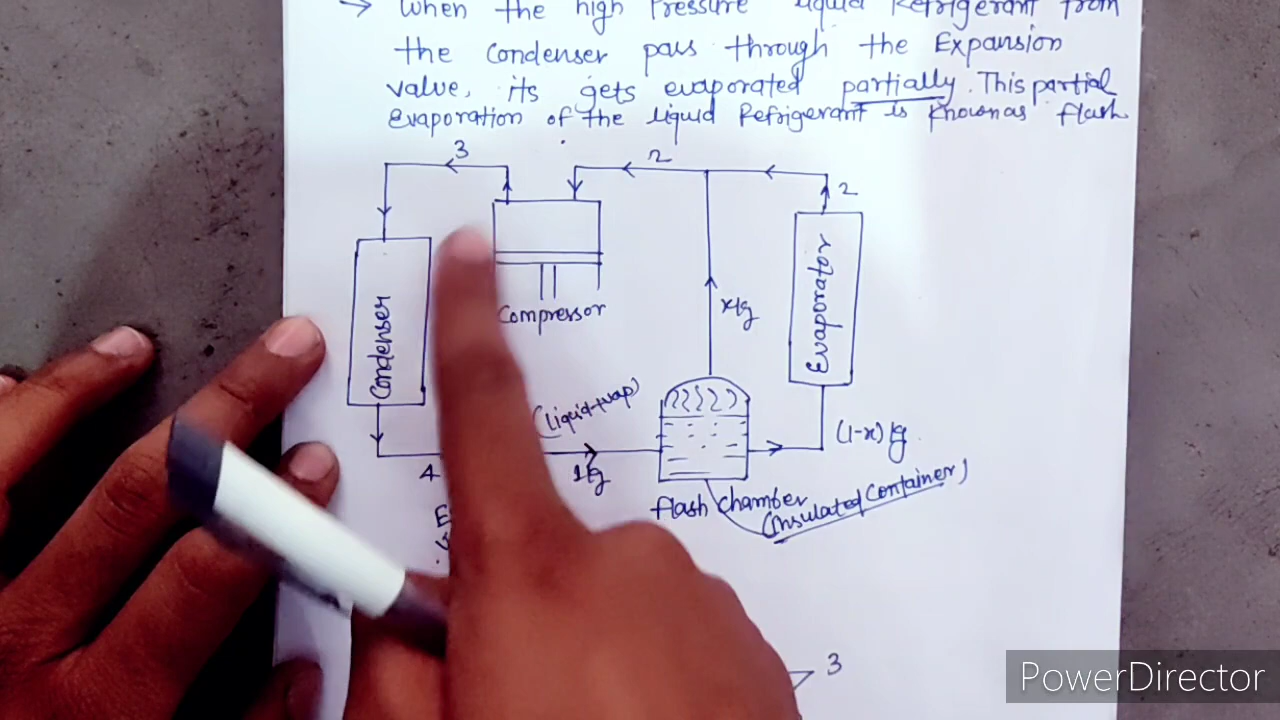 → When the high Pressure liquid Refrigerant from
the Condenser pass through the Expansion
value, its gets evaporated partially. This partial
Evaporation of the liquid Refrigerant is Known as flash
3
2
2
Condenser
Compressor
x kg
Evaporator
(liquid+vap)
1kg
(1-x) kg
4
flash chamber
(insulated container)
3
PowerDirector